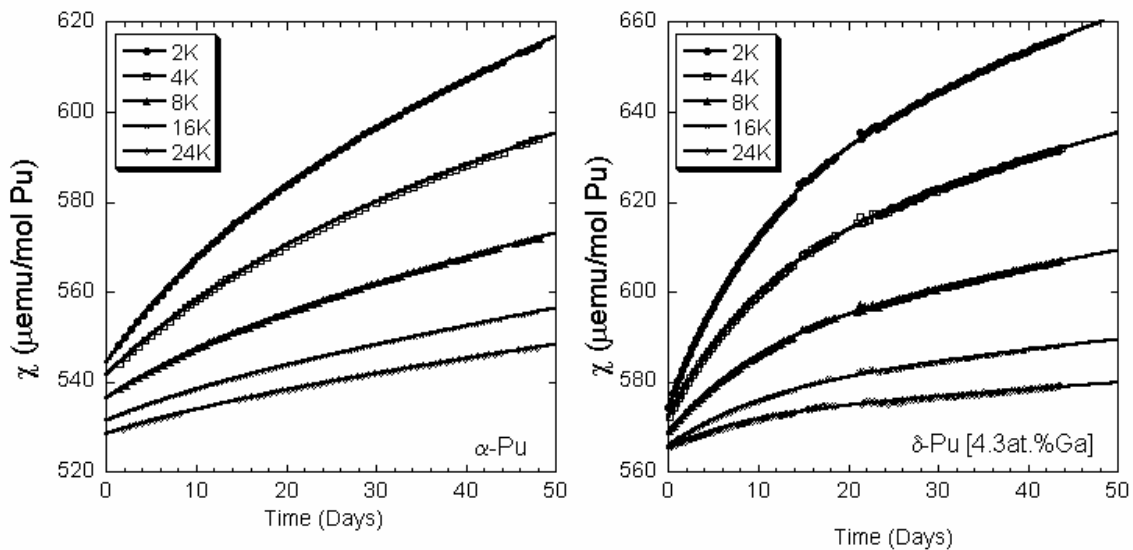 620
600
580
560
540
520
χ (μemu/mol Pu)
2K
4K
8K
16K
24K
α-Pu
0
10
20
30
40
50
Time (Days)
660
640
620
600
580
560
χ (μemu/mol Pu)
2K
4K
8K
16K
24K
δ-Pu [4.3at.%Ga]
0
10
20
30
40
50
Time (Days)